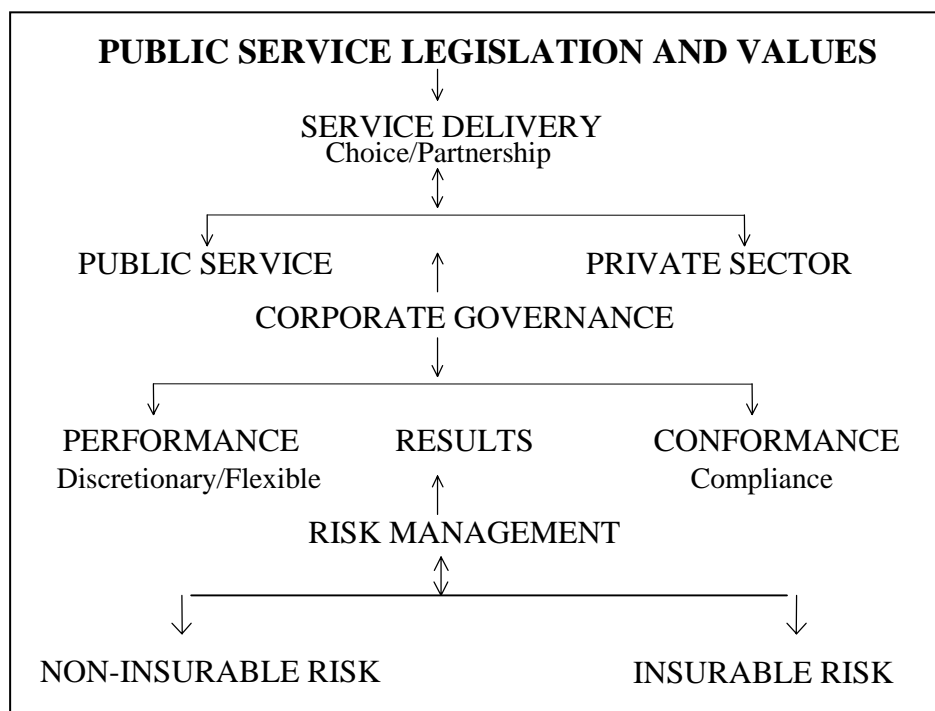 PUBLIC SERVICE LEGISLATION AND VALUES
SERVICE DELIVERY
Choice/Partnership
PUBLIC SERVICE PRIVATE SECTOR
CORPORATE GOVERNANCE
PERFORMANCE RESULTS CONFORMANCE
Discretionary/Flexible Compliance
RISK MANAGEMENT
NON-INSURABLE RISK INSURABLE RISK